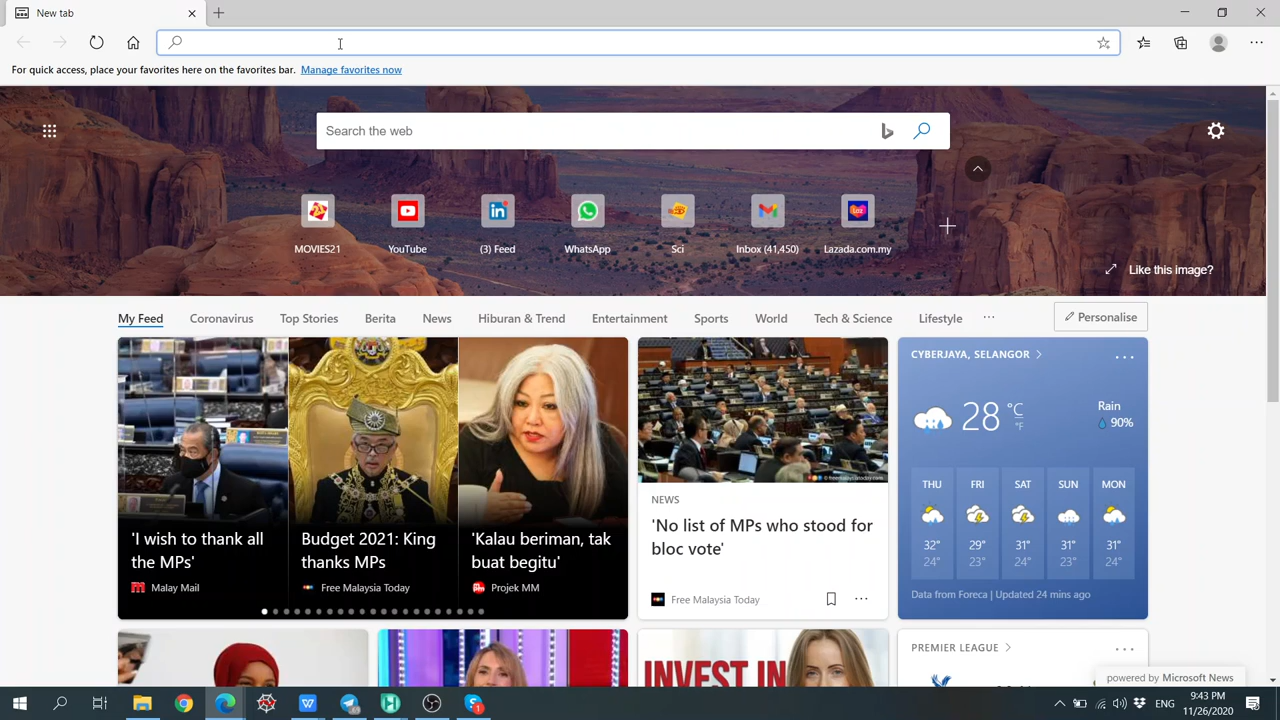 New tab
For quick access, place your favorites here on the favorites bar. Manage favorites now
Search the web
MOVIES21
YouTube
(3) Feed
WhatsApp
Sci
Inbox (41,450)
Lazada.com.my
Like this image?
My Feed
Coronavirus
Top Stories
Berita
News
Hiburan & Trend
Entertainment
Sports
World
Tech & Science
Lifestyle
...
Personalise
'I wish to thank all
the MPs'
Malay Mail
Budget 2021: King
thanks MPs
Free Malaysia Today
'Kalau beriman, tak
buat begitu'
Projek MM
NEWS
'No list of MPs who stood for
bloc vote'
Free Malaysia Today
CYBERJAYA, SELANGOR
28 °C
°F
Rain
90%
THU FRI SAT SUN MON
32° 29° 31° 31° 31°
24° 23° 23° 24° 24°
Data from Foreca | Updated 24 mins ago
INVEST IN
PREMIER LEAGUE
powered by Microsoft News
ENG
9:43 PM
11/26/2020